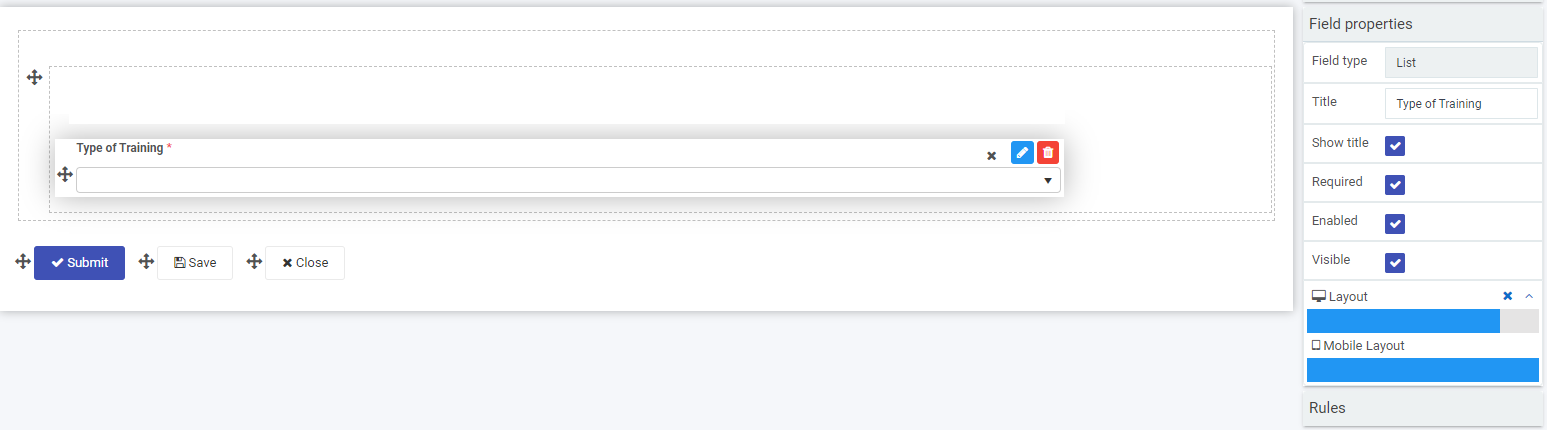 Type of Training *
Submit
Save
Close
Field properties
Field type
List
Title
Type of Training
Show title
Required
Enabled
Visible
Layout
Mobile Layout
Rules